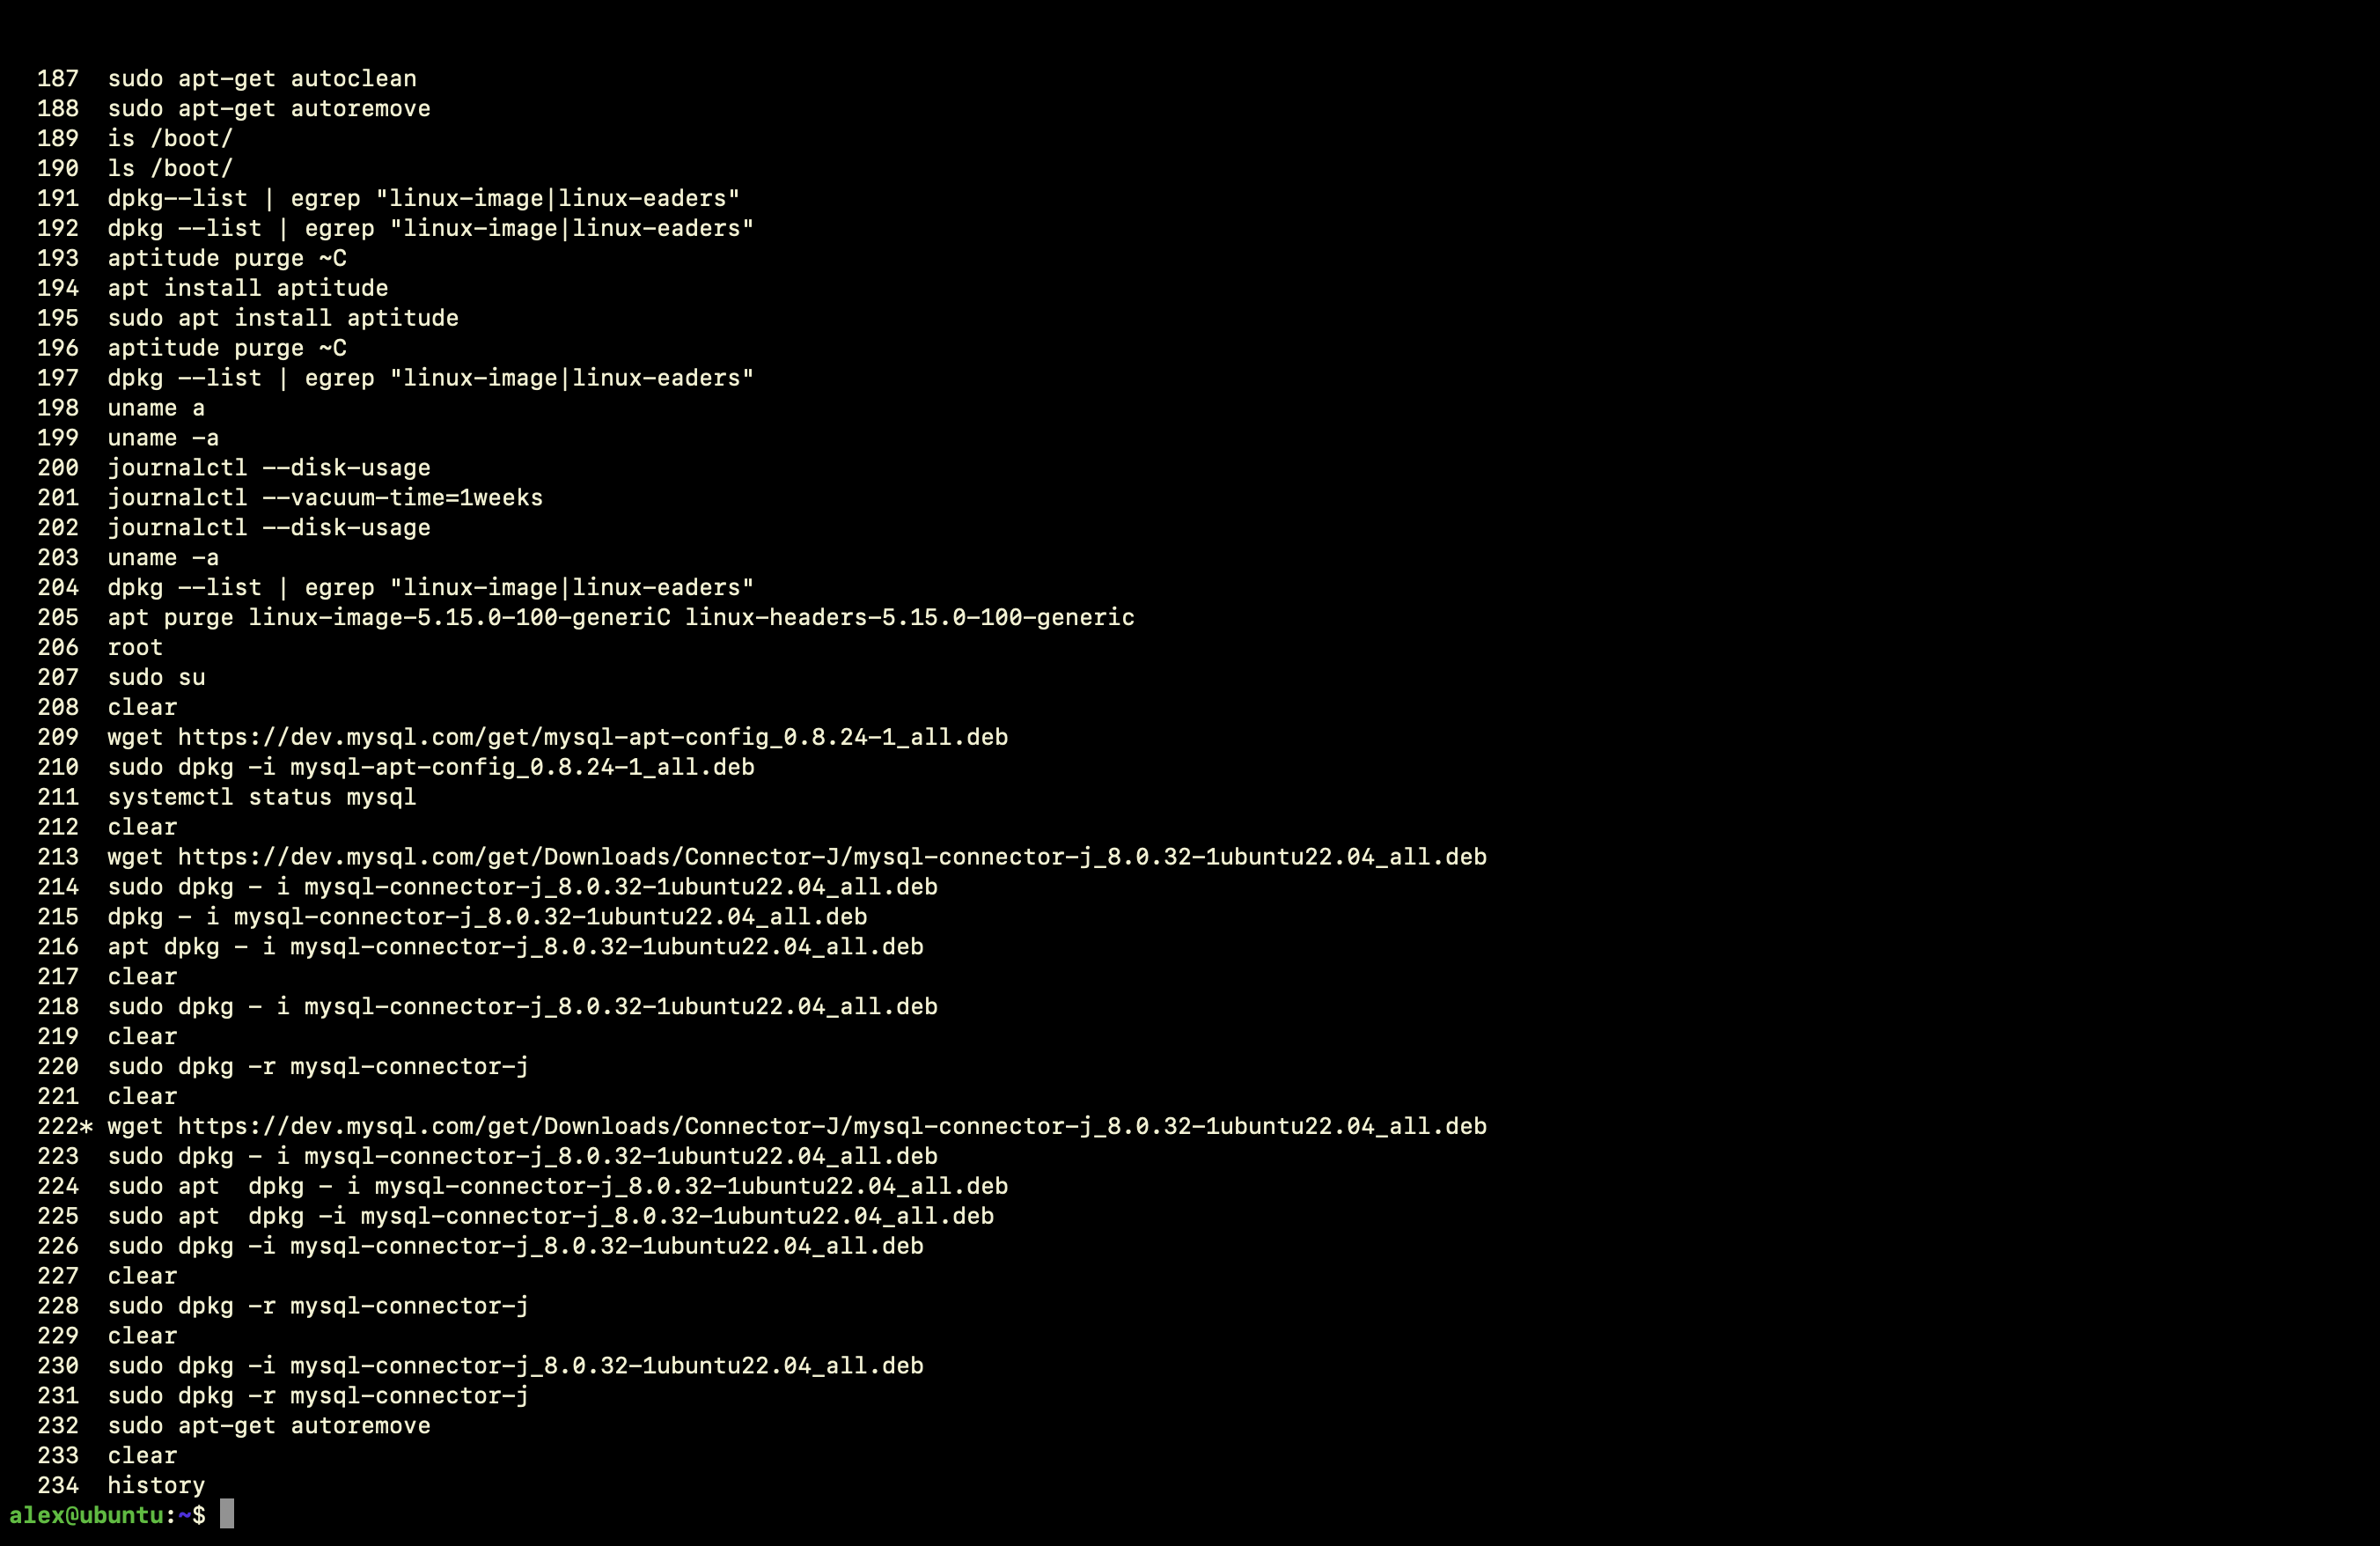 187  sudo apt-get autoclean
188  sudo apt-get autoremove
189  is /boot/
190  ls /boot/
191  dpkg--list | egrep "linux-image|linux-eaders"
192  dpkg --list | egrep "linux-image|linux-eaders"
193  aptitude purge ~C
194  apt install aptitude
195  sudo apt install aptitude
196  aptitude purge ~C
197  dpkg --list | egrep "linux-image|linux-eaders"
198  uname a
199  uname -a
200  journalctl --disk-usage
201  journalctl --vacuum-time=1weeks
202  journalctl --disk-usage
203  uname -a
204  dpkg --list | egrep "linux-image|linux-eaders"
205  apt purge linux-image-5.15.0-100-generiC linux-headers-5.15.0-100-generic
206  root
207  sudo su
208  clear
209  wget https://dev.mysql.com/get/mysql-apt-config_0.8.24-1_all.deb
210  sudo dpkg -i mysql-apt-config_0.8.24-1_all.deb
211  systemctl status mysql
212  clear
213  wget https://dev.mysql.com/get/Downloads/Connector-J/mysql-connector-j_8.0.32-1ubuntu22.04_all.deb
214  sudo dpkg - i mysql-connector-j_8.0.32-1ubuntu22.04_all.deb
215  dpkg - i mysql-connector-j_8.0.32-1ubuntu22.04_all.deb
216  apt dpkg - i mysql-connector-j_8.0.32-1ubuntu22.04_all.deb
217  clear
218  sudo dpkg - i mysql-connector-j_8.0.32-1ubuntu22.04_all.deb
219  clear
220  sudo dpkg -r mysql-connector-j
221  clear
222* wget https://dev.mysql.com/get/Downloads/Connector-J/mysql-connector-j_8.0.32-1ubuntu22.04_all.deb
223  sudo dpkg - i mysql-connector-j_8.0.32-1ubuntu22.04_all.deb
224  sudo apt  dpkg - i mysql-connector-j_8.0.32-1ubuntu22.04_all.deb
225  sudo apt  dpkg -i mysql-connector-j_8.0.32-1ubuntu22.04_all.deb
226  sudo dpkg -i mysql-connector-j_8.0.32-1ubuntu22.04_all.deb
227  clear
228  sudo dpkg -r mysql-connector-j
229  clear
230  sudo dpkg -i mysql-connector-j_8.0.32-1ubuntu22.04_all.deb
231  sudo dpkg -r mysql-connector-j
232  sudo apt-get autoremove
233  clear
234  history
alex@ubuntu:~$